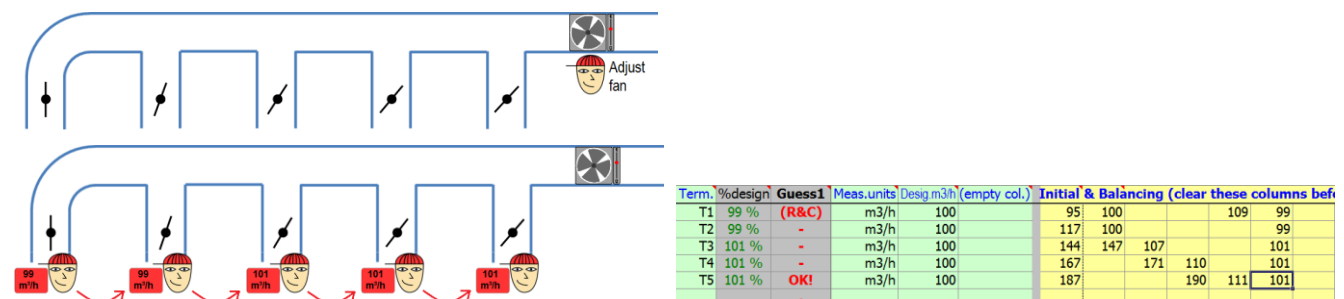 Adjust
fan
99
m³/h
99
m³/h
101
m³/h
101
m³/h
101
m³/h
Term. %design Guess1 Meas.units Desig.m3/h (empty col.) Initial & Balancing (clear these columns befo
T1 99 % (R&C) m3/h 100 95 100 109 99
T2 99 % - m3/h 100 117 100 99
T3 101 % - m3/h 100 144 147 107 101
T4 101 % - m3/h 100 167 171 110 101
T5 101 % OK! m3/h 100 187 190 111 101